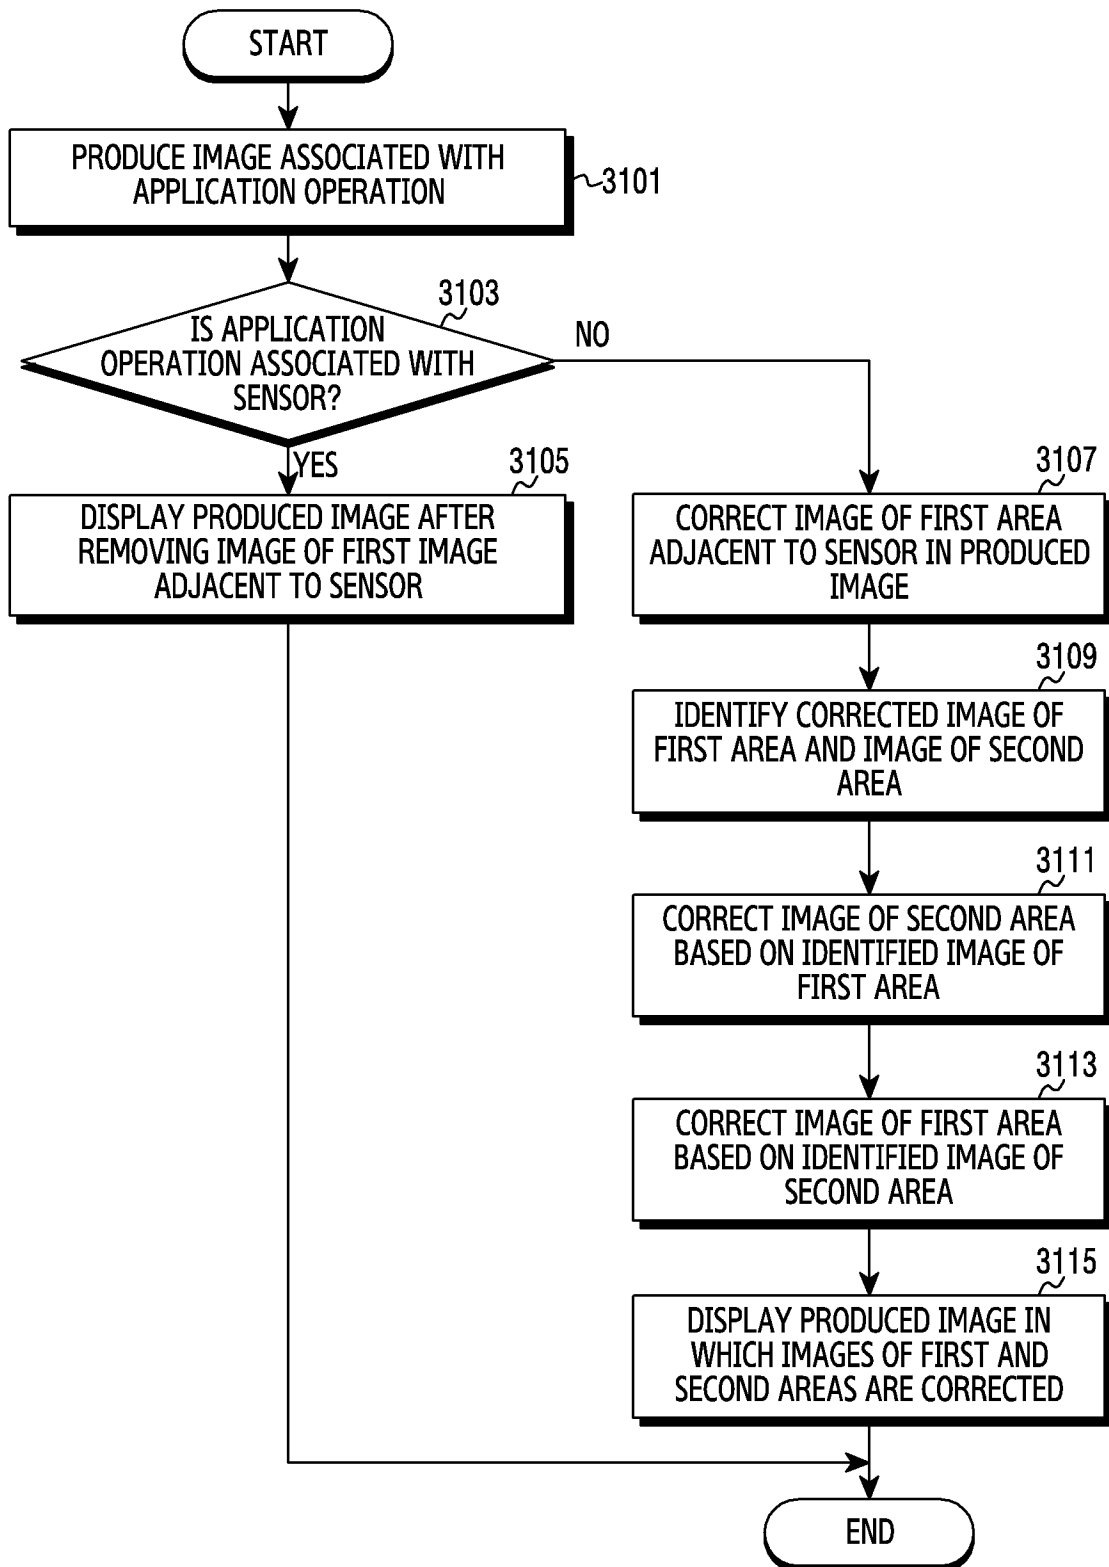 START
PRODUCE IMAGE ASSOCIATED WITH
APPLICATION OPERATION
3101
3103
IS APPLICATION
OPERATION ASSOCIATED WITH
SENSOR?
NO
YES
3105
DISPLAY PRODUCED IMAGE AFTER
REMOVING IMAGE OF FIRST IMAGE
ADJACENT TO SENSOR
3107
CORRECT IMAGE OF FIRST AREA
ADJACENT TO SENSOR IN PRODUCED
IMAGE
3109
IDENTIFY CORRECTED IMAGE OF
FIRST AREA AND IMAGE OF SECOND
AREA
3111
CORRECT IMAGE OF SECOND AREA
BASED ON IDENTIFIED IMAGE OF
FIRST AREA
3113
CORRECT IMAGE OF FIRST AREA
BASED ON IDENTIFIED IMAGE OF
SECOND AREA
3115
DISPLAY PRODUCED IMAGE IN
WHICH IMAGES OF FIRST AND
SECOND AREAS ARE CORRECTED
END